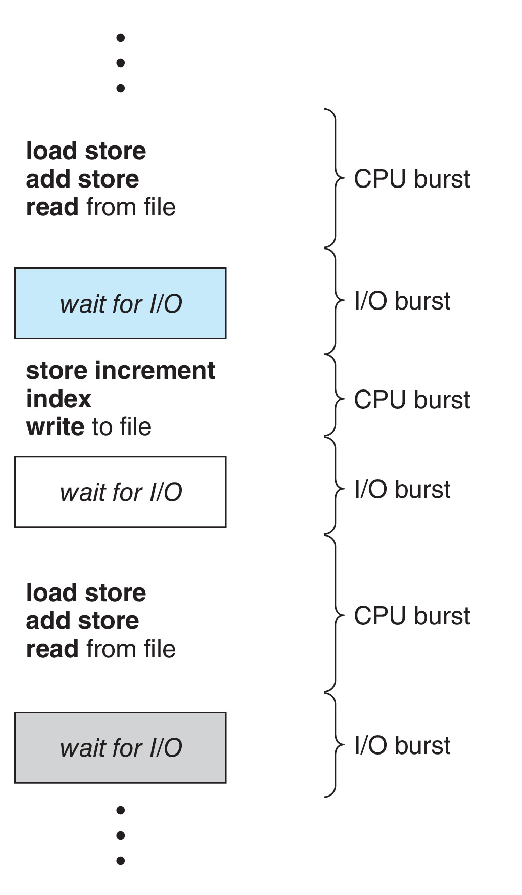 load store
add store
read from file
CPU burst
wait for I/O
I/O burst
store increment
index
write to file
CPU burst
wait for I/O
I/O burst
load store
add store
read from file
CPU burst
wait for I/O
I/O burst